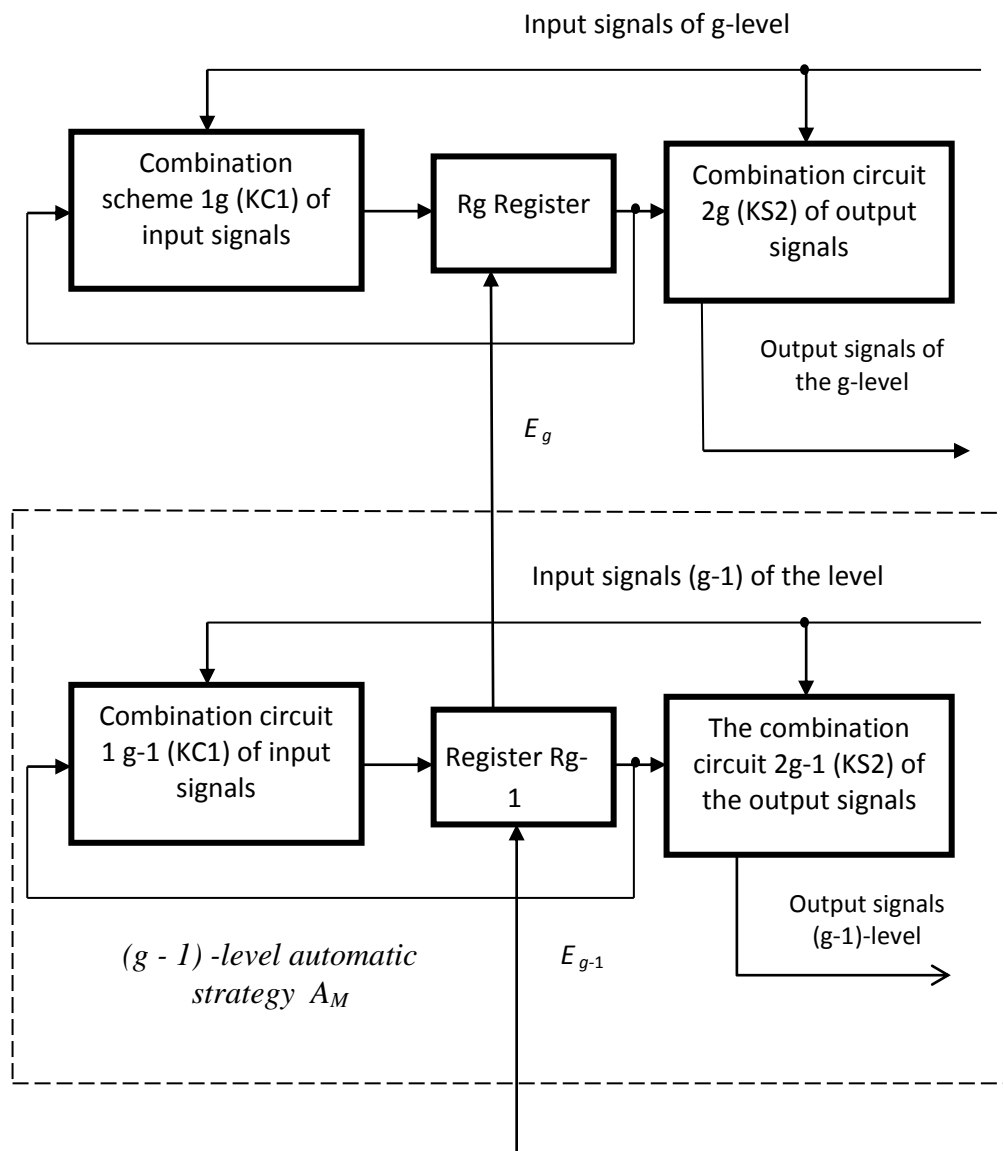 Input signals of g-level
Combination
scheme 1g (KC1) of
input signals
Rg Register
Combination circuit
2g (KS2) of output
signals
Output signals of
the g-level
E g
Input signals (g-1) of the level
Combination circuit
1 g-1 (KC1) of input
signals
Register Rg-
1
The combination
circuit 2g-1 (KS2) of
the output signals
Output signals
(g-1)-level
(g - 1) -level automatic
strategy AM
E g-1